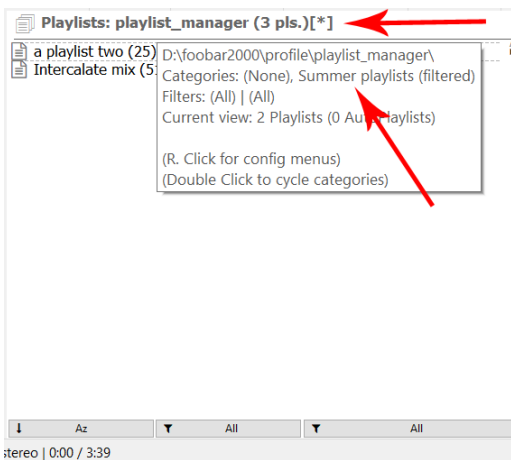 Playlists: playlist_manager (3 pls.)[*]
a playlist two (25)
Intercalate mix (5
D:\foobar2000\profile\playlist_manager\
Categories: (None), Summer playlists (filtered)
Filters: (All) | (All)
Current view: 2 Playlists (0 AutoPlaylists)
(R. Click for config menus)
(Double Click to cycle categories)
Az
All
All
stereo | 0:00 / 3:39